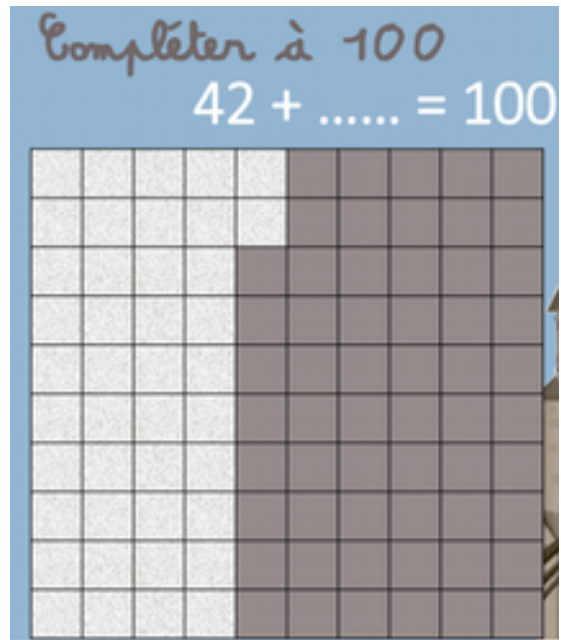 Compléter à 100
42 + ...... = 100